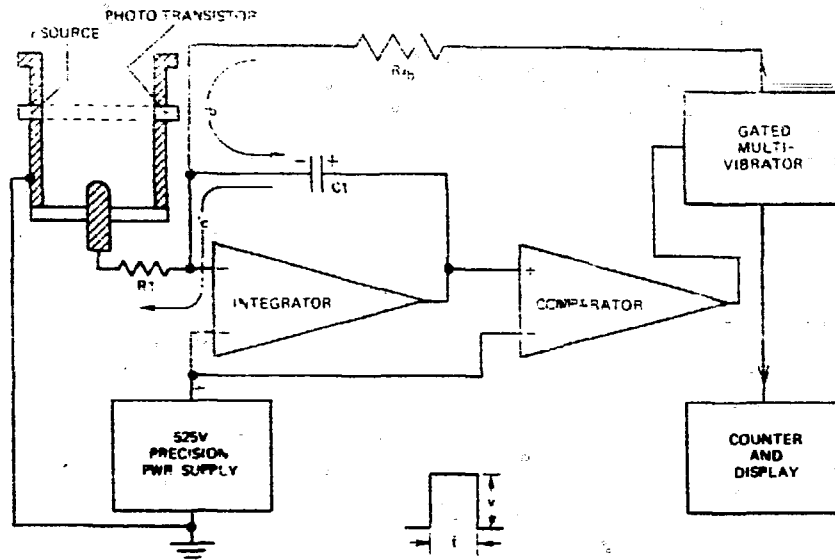 PHOTO TRANSISTOR
SOURCE
GATED
MULTI-
VIBRATOR
- +
C1
R1
INTEGRATOR
COMPARATOR
525V
PRECISION
PWR SUPPLY
COUNTER
AND
DISPLAY
V
t